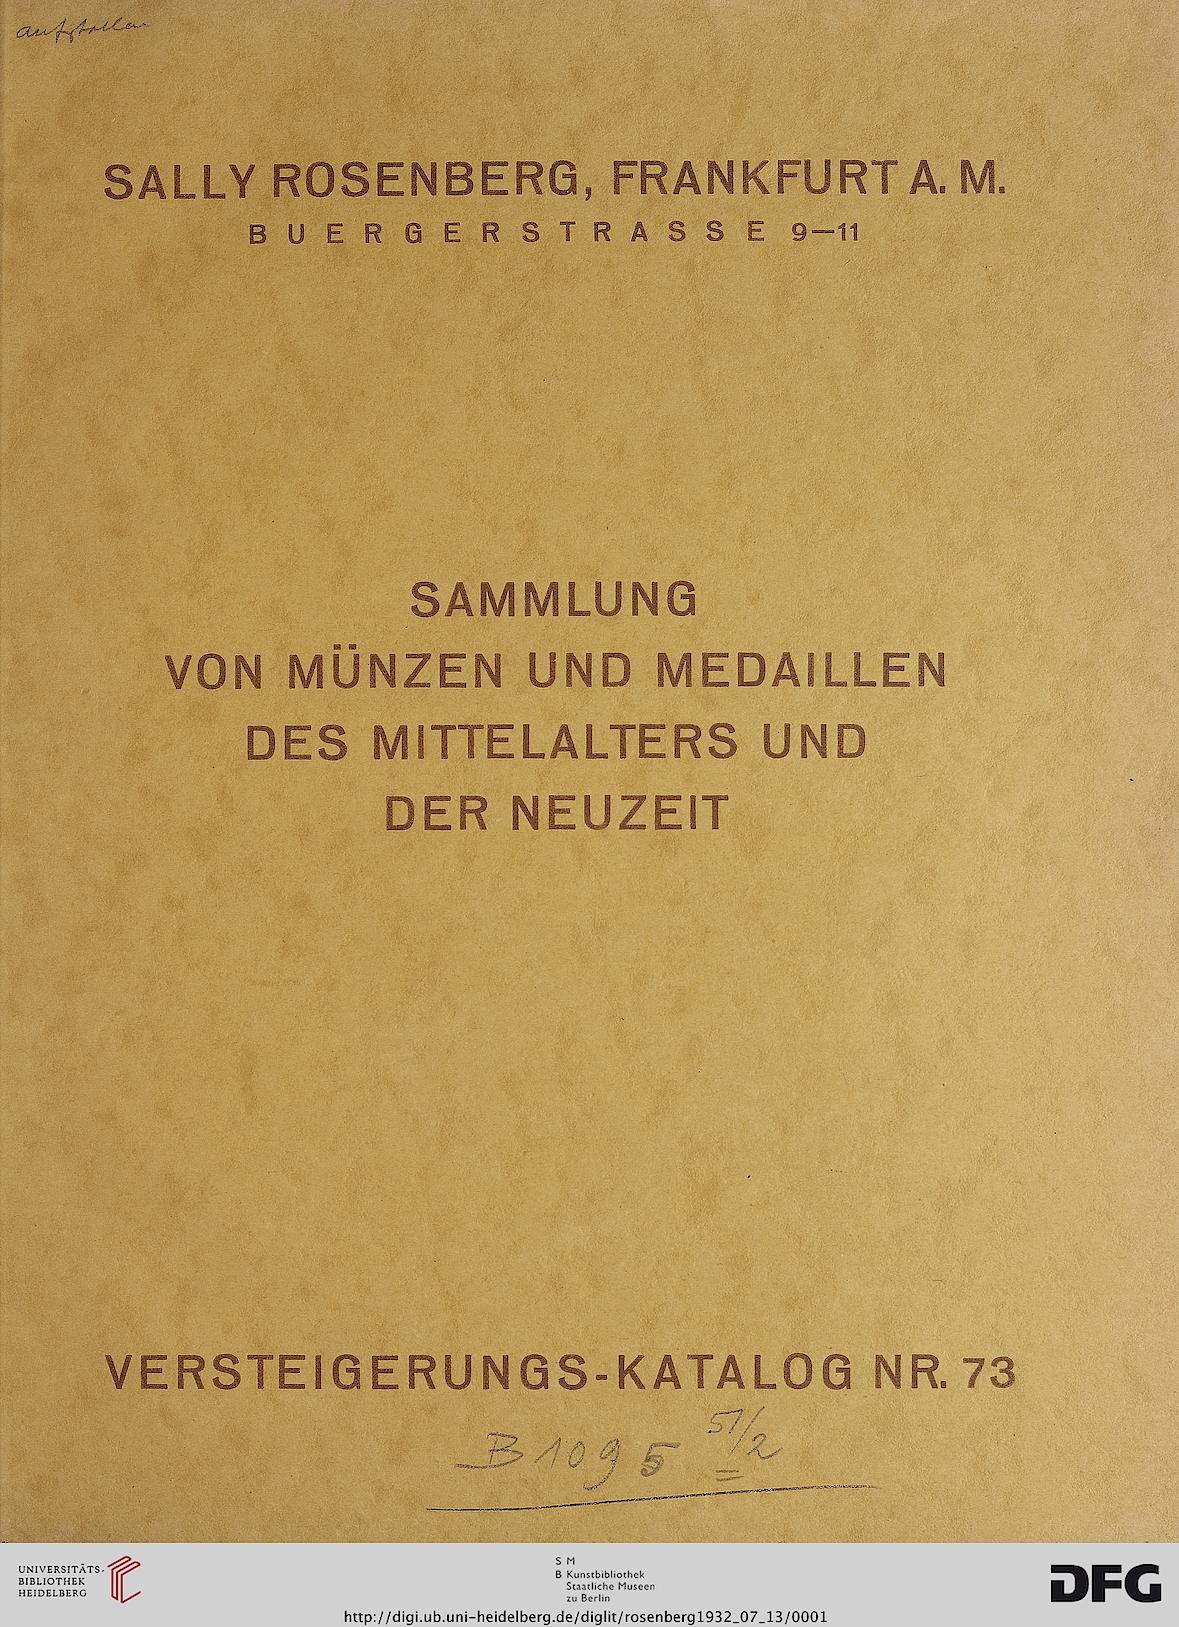 aufstellen
SALLY ROSENBERG, FRANKFURT A. M.
BUERGERSTRASSE 9—11
SAMMLUNG
VON MÜNZEN UND MEDAILLEN
DES MITTELALTERS UND
DER NEUZEIT
VERSTEIGERUNGS-KATALOG NR. 73
B 1095 51/2
UNIVERSITÄTS-
BIBLIOTHEK
HEIDELBERG
S M
B Kunstbibliothek
Staatliche Museen
zu Berlin
DFG
http://digi.ub.uni-heidelberg.de/diglit/rosenberg1932_07_13/0001